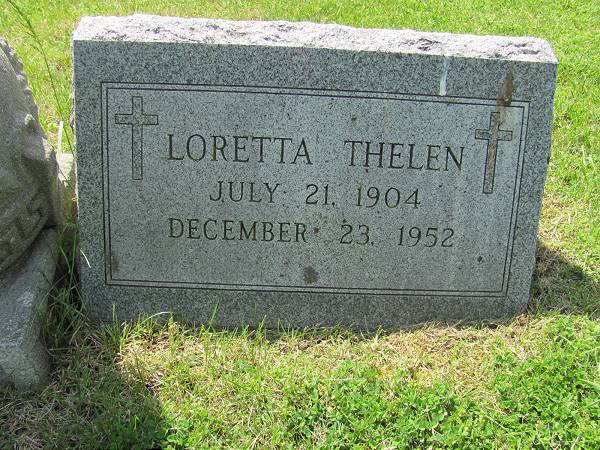 LORETTA THELEN
JULY 21, 1904
DECEMBER 23, 1952